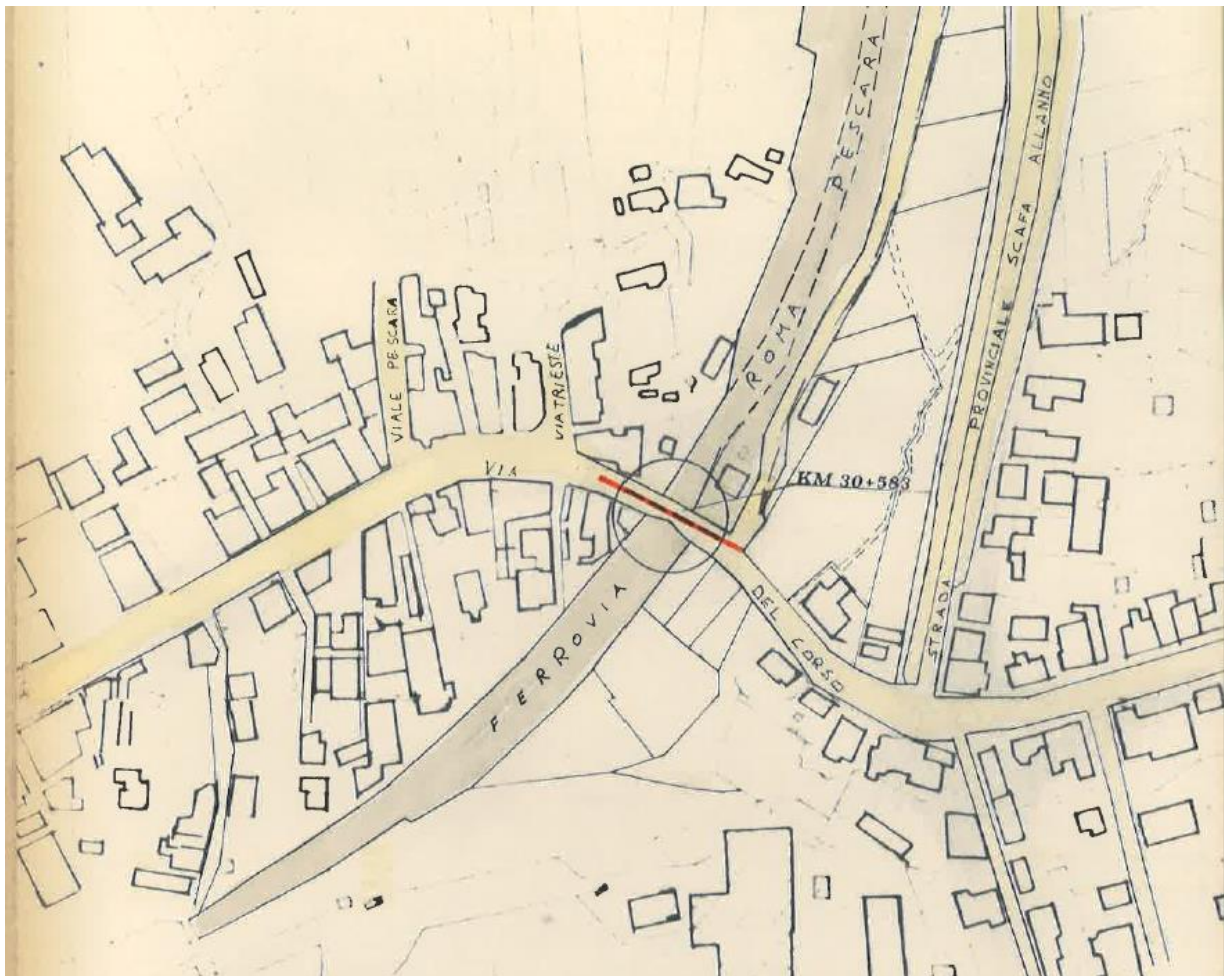 FERROVIA ROMA PESCARA
STRADA PROVINCIALE SCAFA ALLANNO
VIALE PESCARA
VIA TRIESTE
VIA DEL CORSO
KM 30+583